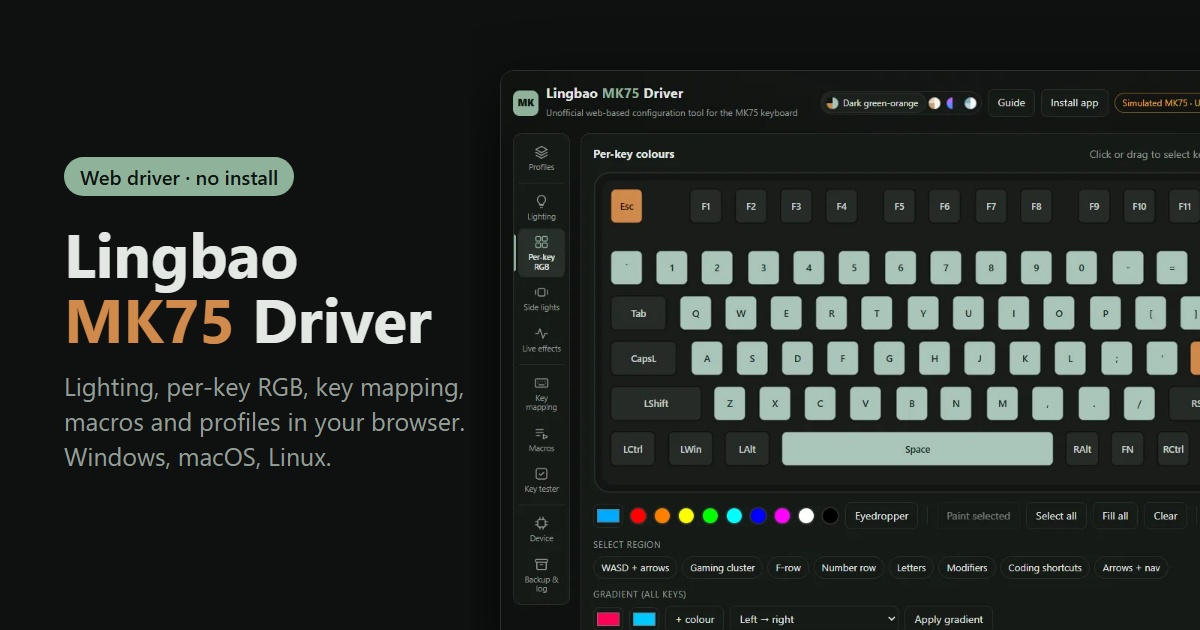 Web driver · no install
Lingbao
MK75 Driver
Lighting, per-key RGB, key mapping,
macros and profiles in your browser.
Windows, macOS, Linux.
MK
Lingbao MK75 Driver
Unofficial web-based configuration tool for the MK75 keyboard
Dark green-orange
Guide
Install app
Simulated MK75 · U
Profiles
Lighting
Per-key
RGB
Side lights
Live effects
Key
mapping
Macros
Key tester
Device
Backup &
log
Per-key colours
Click or drag to select ke
Esc F1 F2 F3 F4 F5 F6 F7 F8 F9 F10 F11
` 1 2 3 4 5 6 7 8 9 0 - =
Tab Q W E R T Y U I O P [ ]
CapsL A S D F G H J K L ; '
LShift Z X C V B N M , . / RS
LCtrl LWin LAlt Space RAlt FN RCtrl
Eyedropper
Paint selected
Select all
Fill all
Clear
SELECT REGION
WASD + arrows
Gaming cluster
F-row
Number row
Letters
Modifiers
Coding shortcuts
Arrows + nav
GRADIENT (ALL KEYS)
+ colour
Left → right
Apply gradient